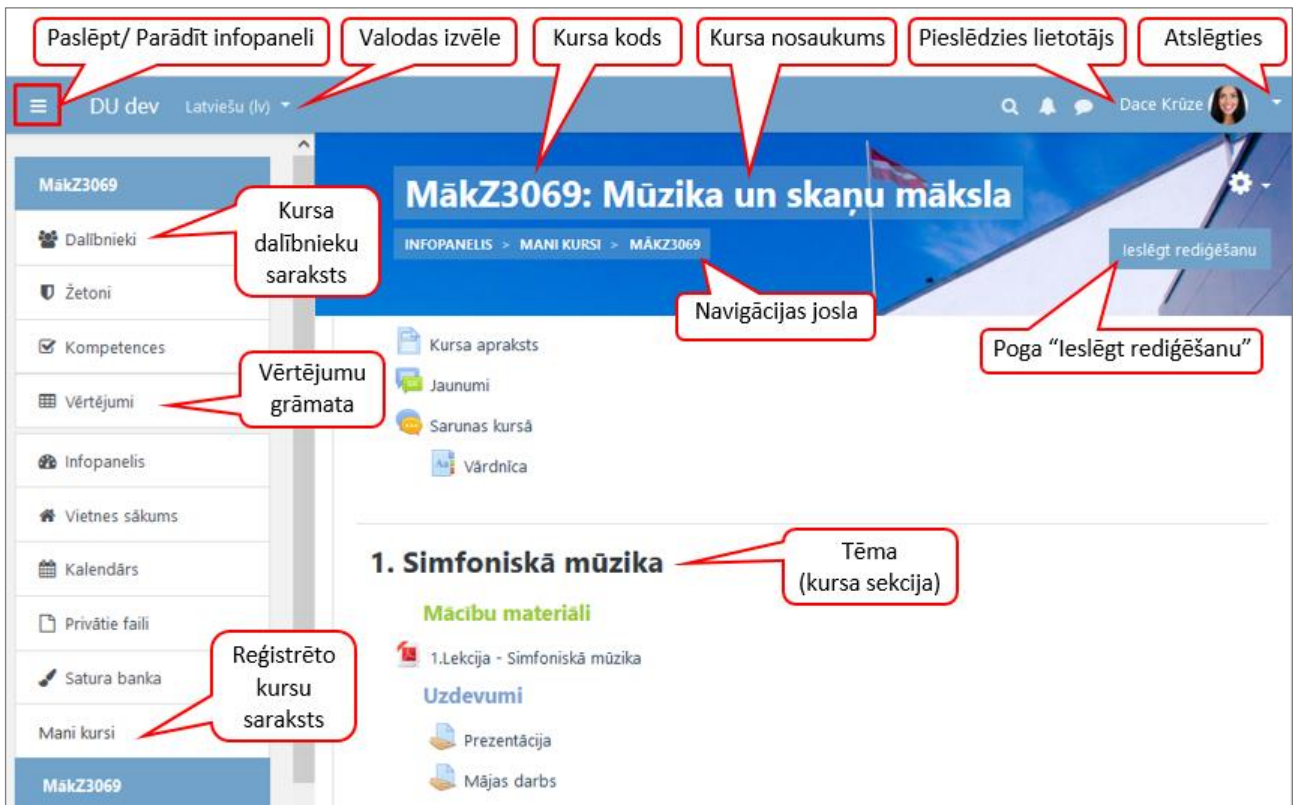 Paslēpt/ Parādīt infopaneli
Valodas izvēle
Kursa kods
Kursa nosaukums
Pieslēdzies lietotājs
Atslēgties
DU dev
Latviešu (lv)
Dace Krūze
MākZ3069
Dalībnieki
Žetoni
Kompetences
Vērtējumi
Infopanelis
Vietnes sākums
Kalendārs
Privātie faili
Satura banka
Mani kursi
MākZ3069
Kursa
dalībnieku
saraksts
Vērtējumu
grāmata
Reģistrēto
kursu
saraksts
MākZ3069: Mūzika un skaņu māksla
INFOPANELIS > MANI KURSI > MĀKZ3069
Ieslēgt rediģēšanu
Navigācijas josla
Poga “Ieslēgt rediģēšanu”
Kursa apraksts
Jaunumi
Sarunas kursā
Vārdnīca
1. Simfoniskā mūzika
Tēma
(kursa sekcija)
Mācību materiāli
1.Lekcija - Simfoniskā mūzika
Uzdevumi
Prezentācija
Mājas darbs